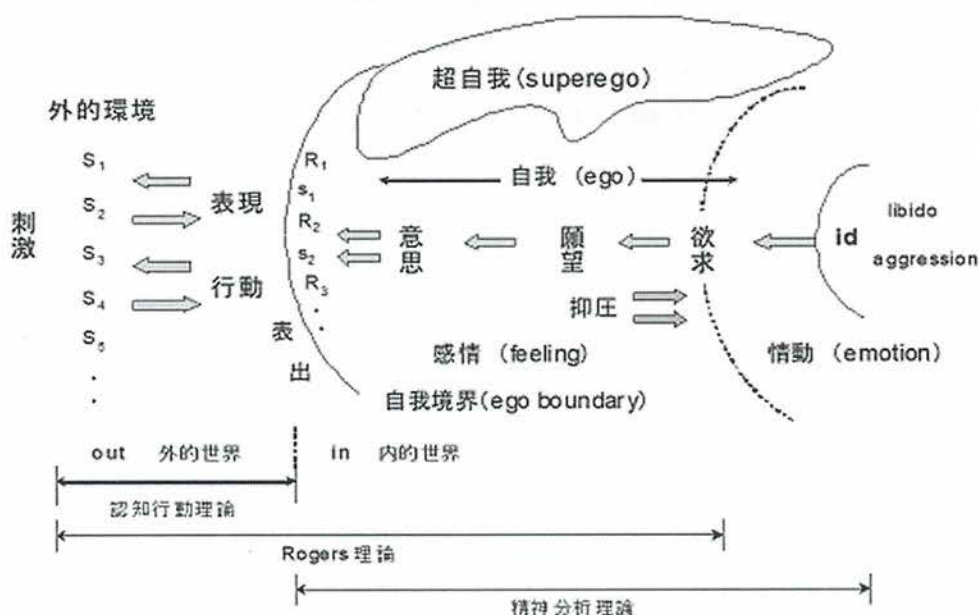 超自我(superego)
外的環境
刺激
S1
S2
S3
S4
S5
・
・
表現
行動
表出
R1
s1
R2
s2
R3
・
・
自我 (ego)
意思
願望
欲求
抑圧
id
libido
aggression
感情 (feeling)
情動 (emotion)
自我境界(ego boundary)
out 外的世界
in 内的世界
認知行動理論
Rogers 理論
精神分析理論